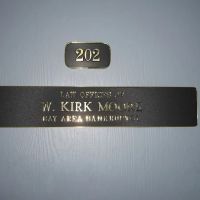 202
LAW OFFICES OF
W. KIRK MOORE
BAY AREA BANKRUPTCY